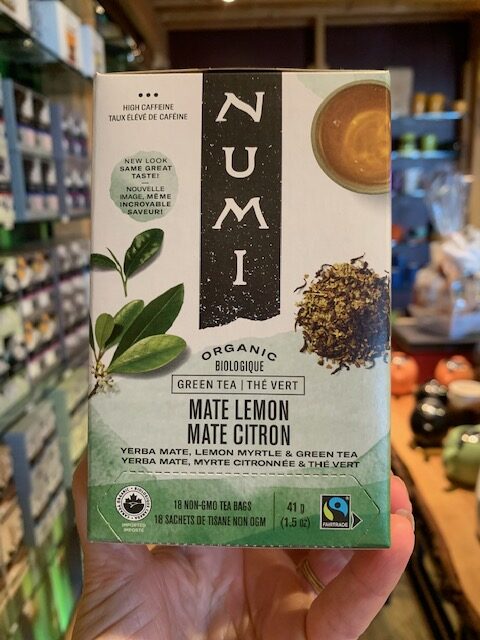 HIGH CAFFEINE
TAUX ÉLEVÉ DE CAFÉINE
NEW LOOK
SAME GREAT
TASTE!
NOUVELLE
IMAGE, MÊME
INCROYABLE
SAVEUR!
NUMI
ORGANIC
BIOLOGIQUE
GREEN TEA | THÉ VERT
MATE LEMON
MATE CITRON
YERBA MATE, LEMON MYRTLE & GREEN TEA
YERBA MATE, MYRTE CITRONNÉE & THÉ VERT
IMPORTED
IMPORTÉ
18 NON-GMO TEA BAGS
18 SACHETS DE TISANE NON OGM
41 g
(1.5 oz)
FAIRTRADE